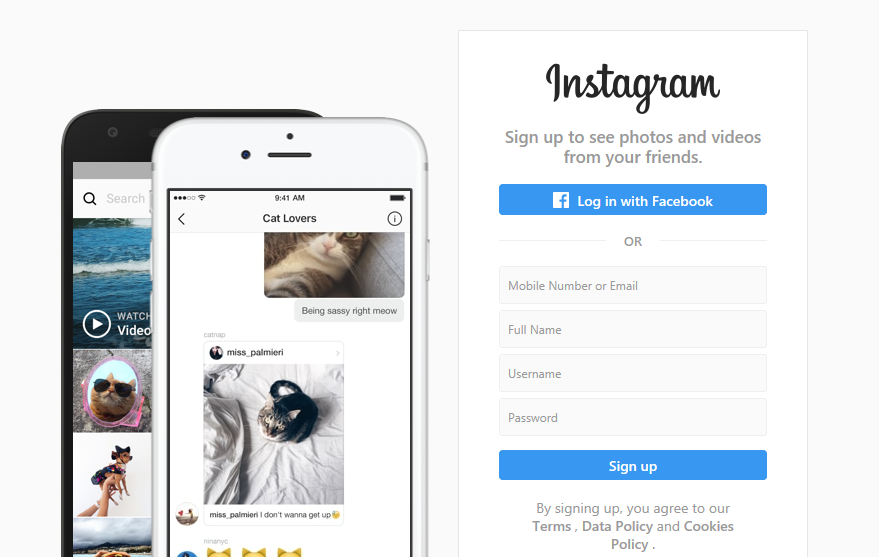 Search
WATCH
Video
9:41 AM
Cat Lovers
Being sassy right meow
catnap
miss_palmieri
miss_palmieri I don't wanna get up😴
ninanyc
Instagram
Sign up to see photos and videos
from your friends.
Log in with Facebook
OR
Mobile Number or Email
Full Name
Username
Password
Sign up
By signing up, you agree to our
Terms , Data Policy and Cookies
Policy .